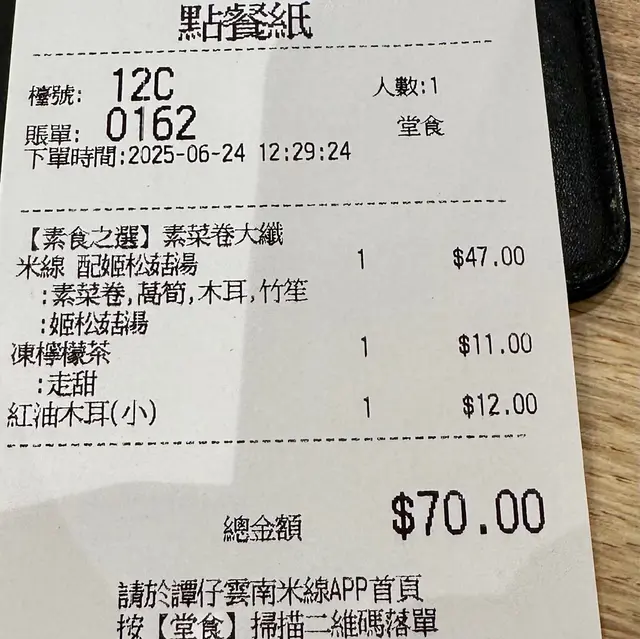 點餐紙
檯號: 12C 人數:1
賬單: 0162 堂食
下單時間:2025-06-24 12:29:24
【素食之選】素菜卷大纖
米線 配姬松菇湯 1 $47.00
:素菜卷,萵筍,木耳,竹笙
:姬松菇湯
凍檸檬茶 1 $11.00
:走甜
紅油木耳(小) 1 $12.00
總金額 $70.00
請於譚仔雲南米線APP首頁
按【堂食】掃描二維碼落單